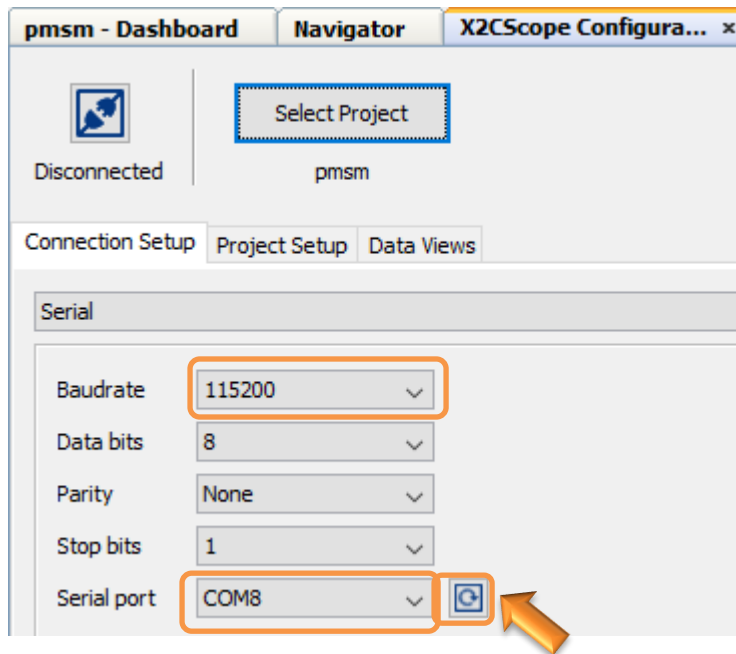 pmsm - Dashboard Navigator X2CScope Configura... ×
Select Project
Disconnected pmsm
Connection Setup Project Setup Data Views
Serial
Baudrate 115200
Data bits 8
Parity None
Stop bits 1
Serial port COM8